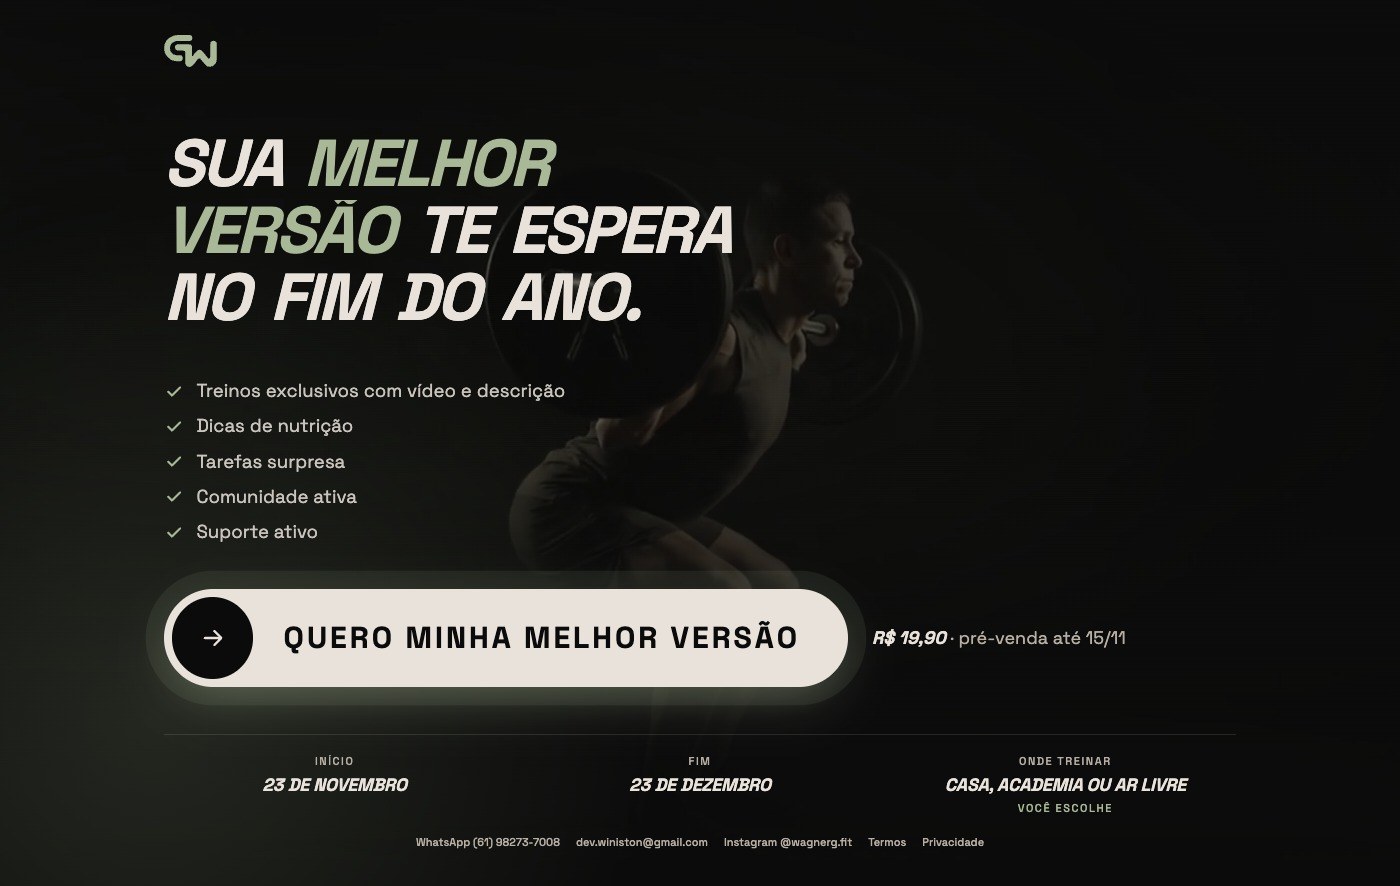 GW
SUA MELHOR
VERSÃO TE ESPERA
NO FIM DO ANO.
Treinos exclusivos com vídeo e descrição
Dicas de nutrição
Tarefas surpresa
Comunidade ativa
Suporte ativo
QUERO MINHA MELHOR VERSÃO
R$ 19,90 · pré-venda até 15/11
INÍCIO
23 DE NOVEMBRO
FIM
23 DE DEZEMBRO
ONDE TREINAR
CASA, ACADEMIA OU AR LIVRE
VOCÊ ESCOLHE
WhatsApp (61) 98273-7008 dev.winiston@gmail.com Instagram @wagnerg.fit Termos Privacidade